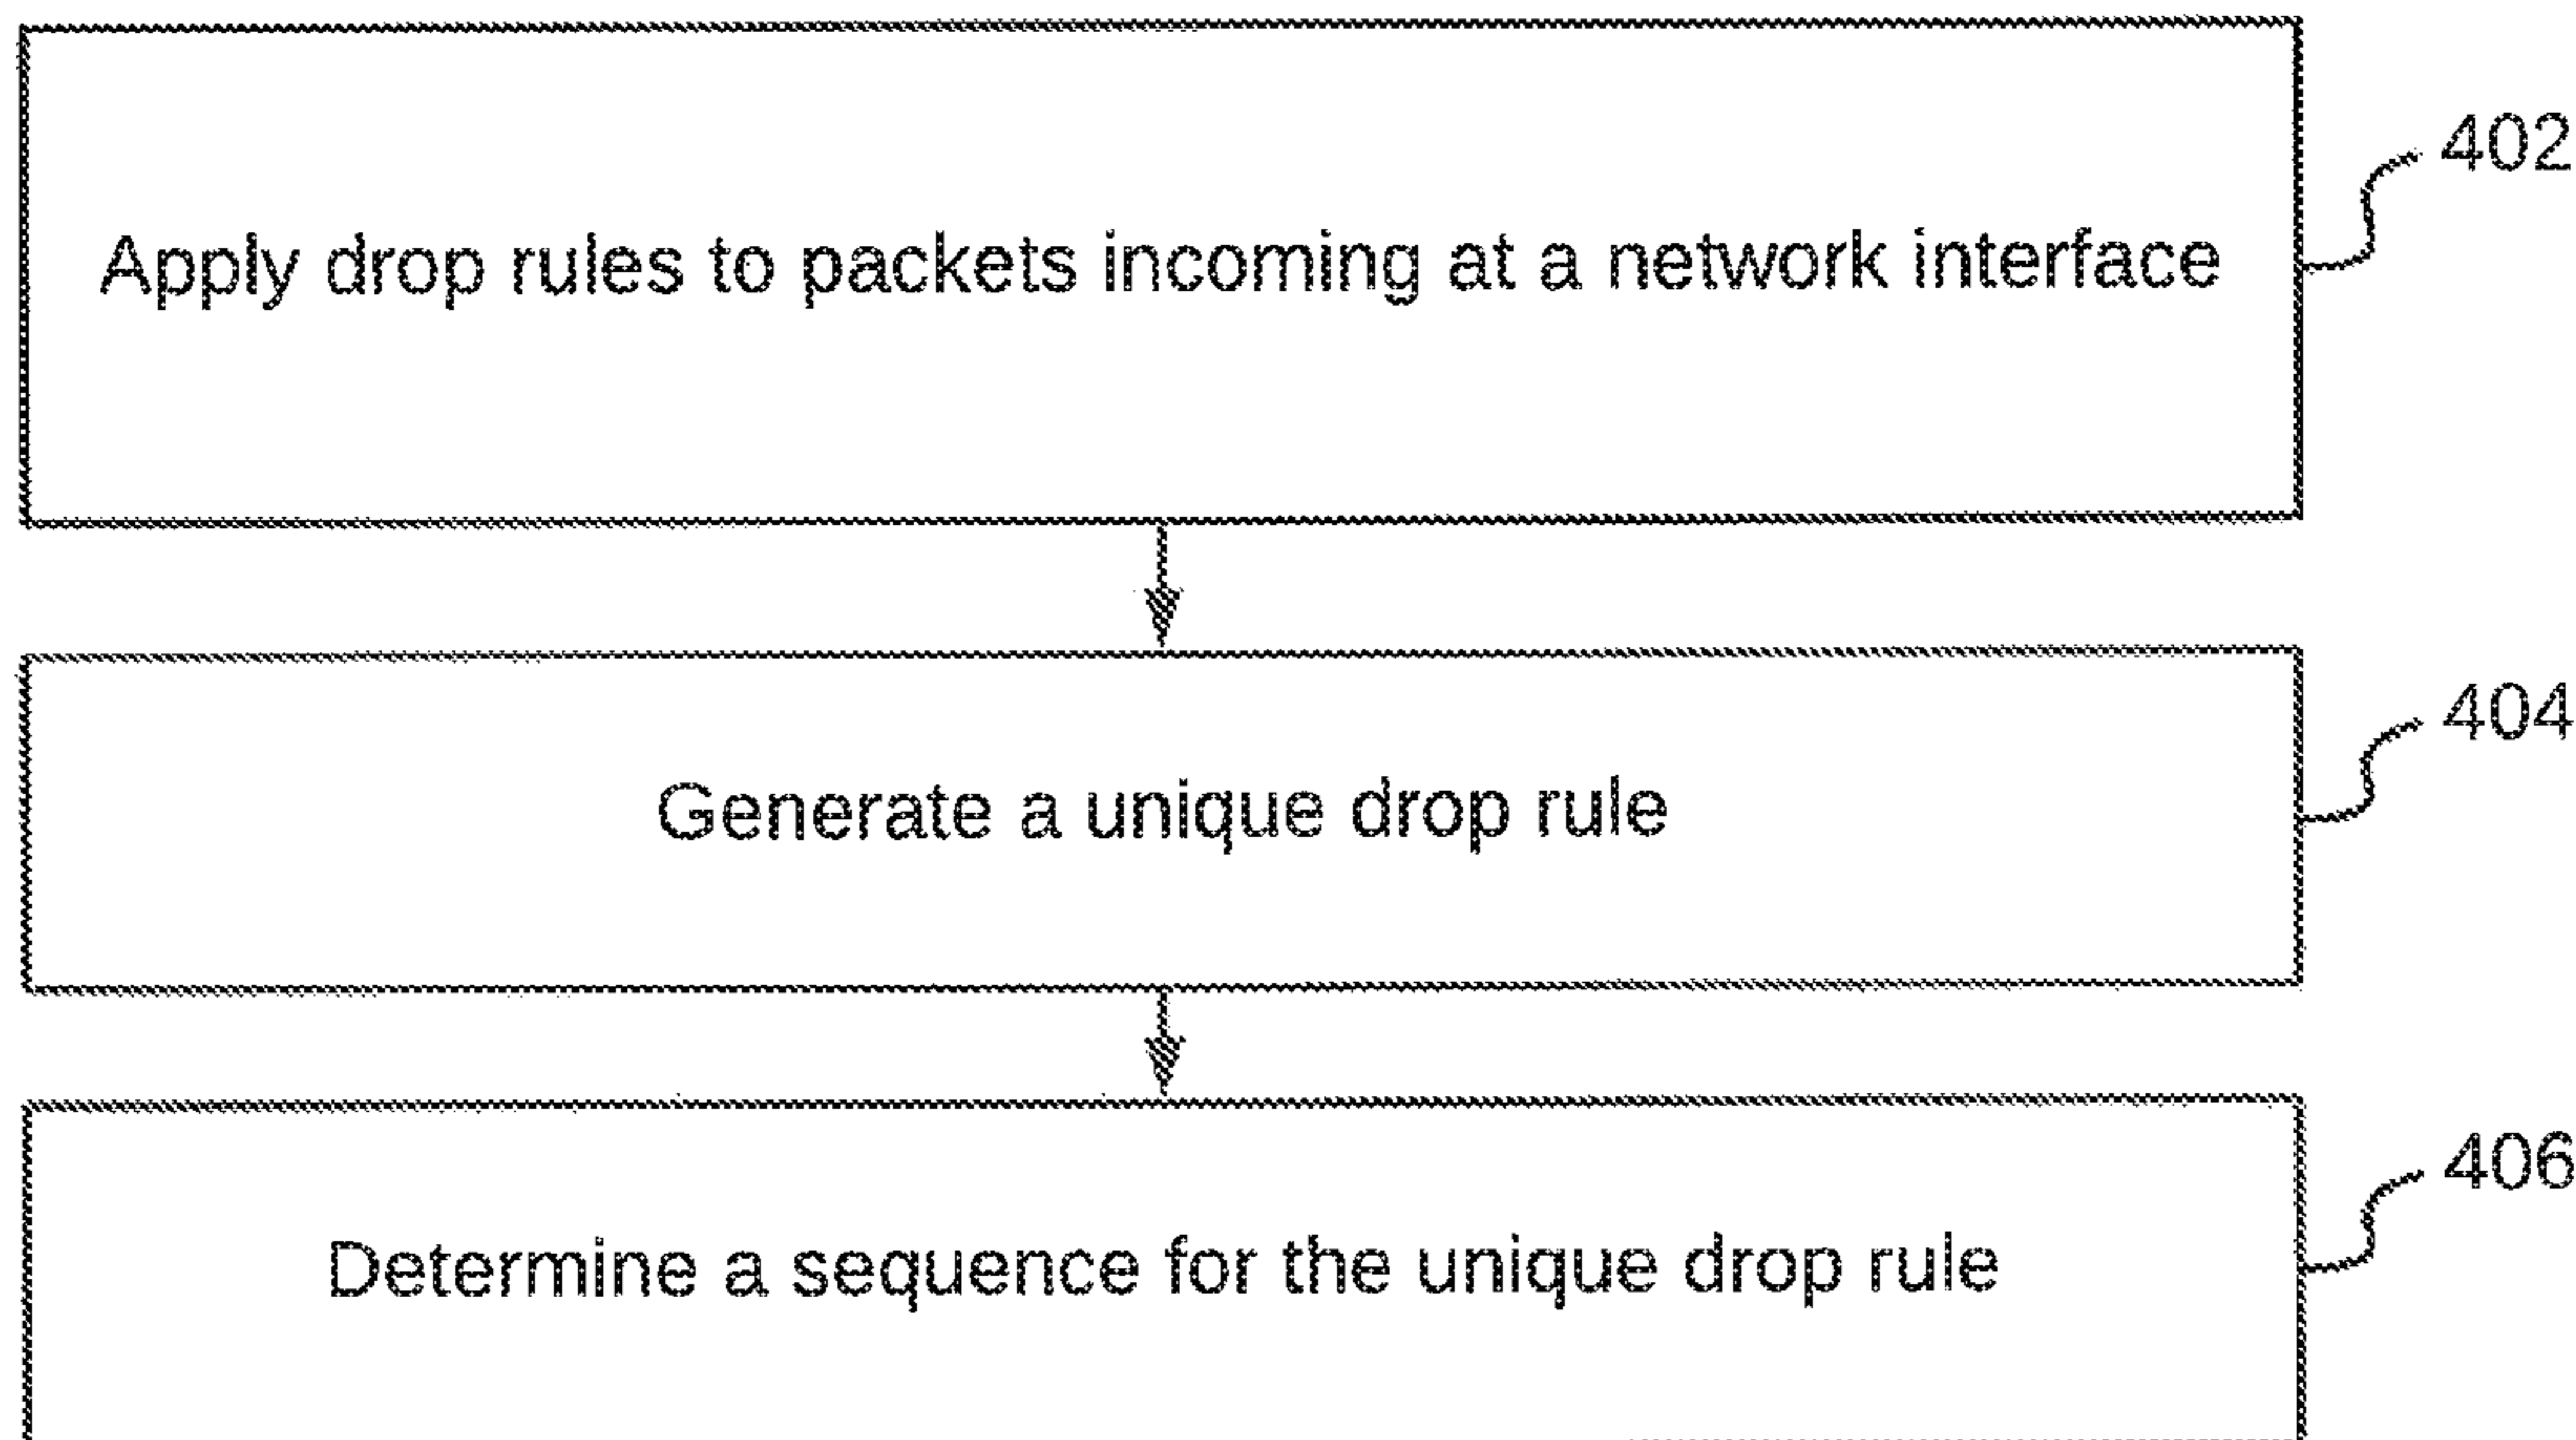 402
Apply drop rules to packets incoming at a network interface
404
Generate a unique drop rule
406
Determine a sequence for the unique drop rule